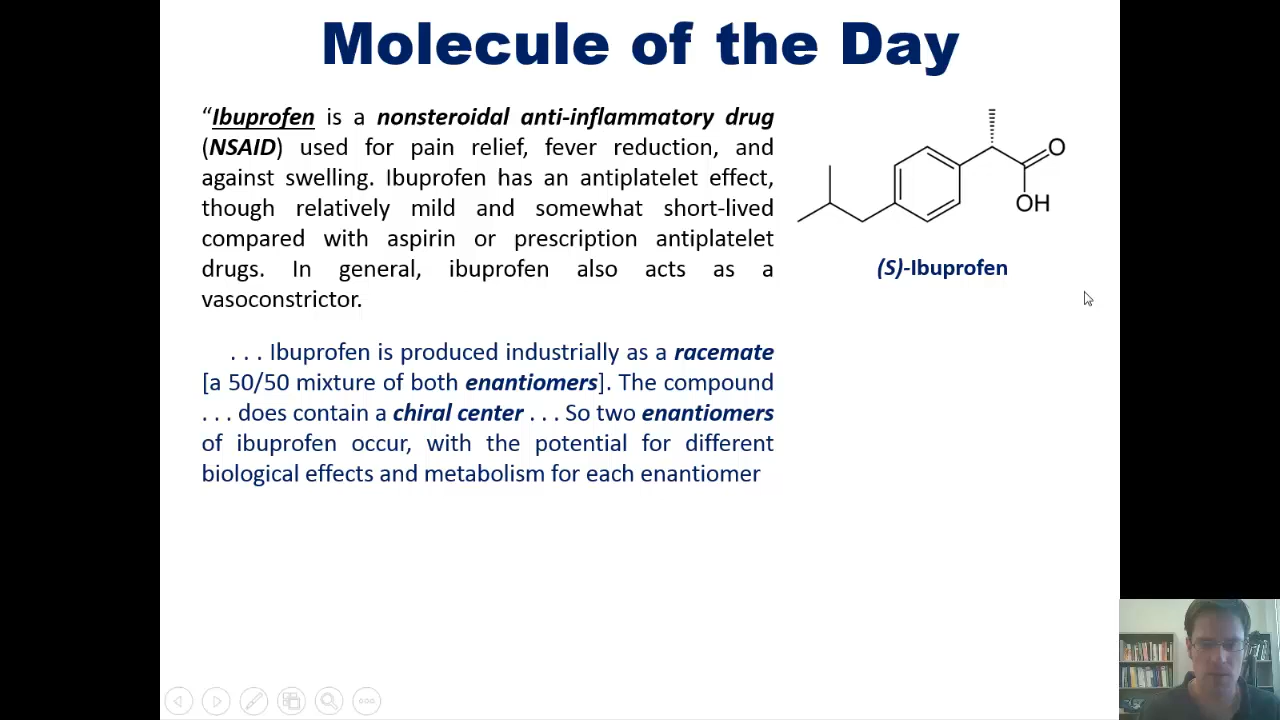 Molecule of the Day
“Ibuprofen is a nonsteroidal anti-inflammatory drug
(NSAID) used for pain relief, fever reduction, and
against swelling. Ibuprofen has an antiplatelet effect,
though relatively mild and somewhat short-lived
compared with aspirin or prescription antiplatelet
drugs. In general, ibuprofen also acts as a
vasoconstrictor.
. . . Ibuprofen is produced industrially as a racemate
[a 50/50 mixture of both enantiomers]. The compound
. . . does contain a chiral center . . . So two enantiomers
of ibuprofen occur, with the potential for different
biological effects and metabolism for each enantiomer
O
OH
(S)-Ibuprofen